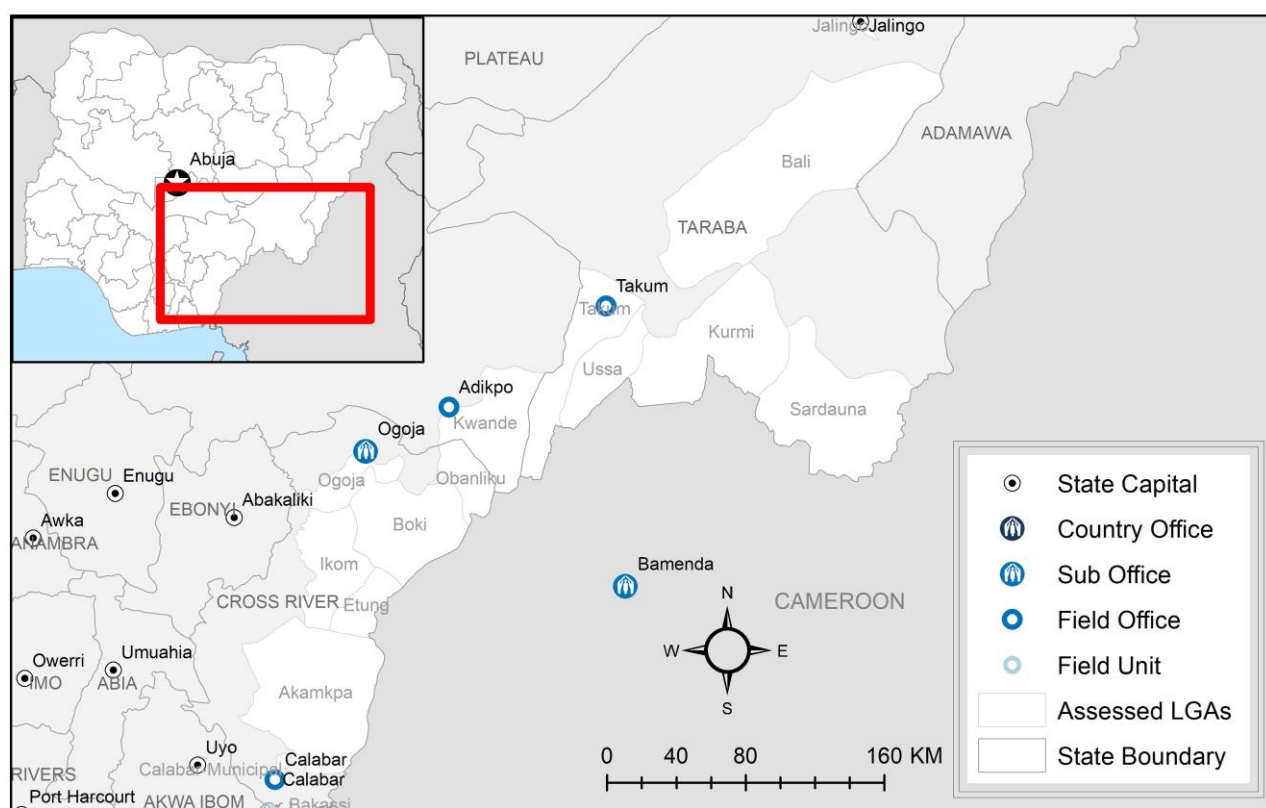 Abuja
PLATEAU
Jalingo
Jalingo
ADAMAWA
Bali
TARABA
Takum
Takum
Kurmi
Ussa
Sardauna
Adikpo
Kwande
Ogoja
Ogoja
Obanliku
ENUGU
Enugu
EBONYI
Abakaliki
Boki
Awka
ANAMBRA
Ikom
Etung
CROSS RIVER
Bamenda
CAMEROON
N
W
E
S
Owerri
IMO
Umuahia
ABIA
Akamkpa
Uyo
Calabar
Calabar-Municipal
Calabar
RIVERS
Port Harcourt
AKWA IBOM
Bakassi
0 40 80 160 KM
State Capital
Country Office
Sub Office
Field Office
Field Unit
Assessed LGAs
State Boundary